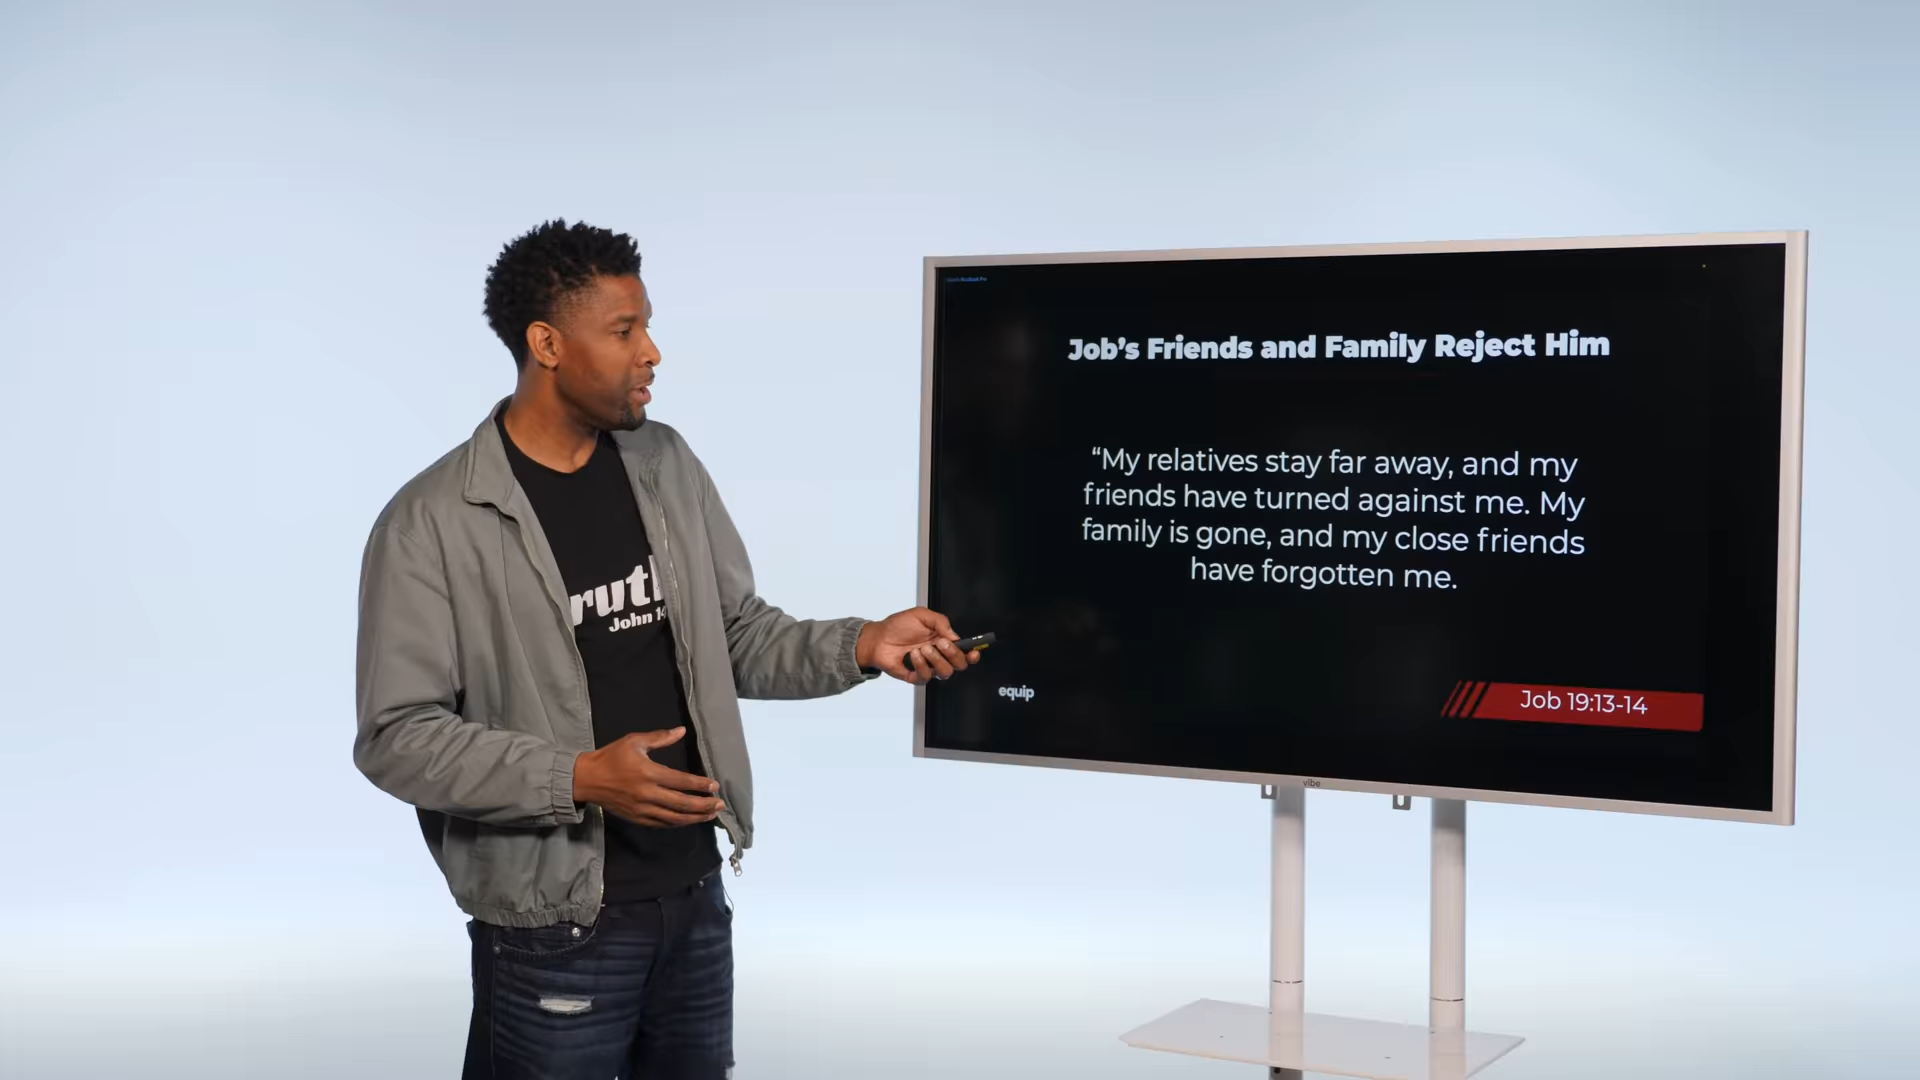 Job's Friends and Family Reject Him
“My relatives stay far away, and my
friends have turned against me. My
family is gone, and my close friends
have forgotten me.
equip
Job 19:13-14
vibe
John